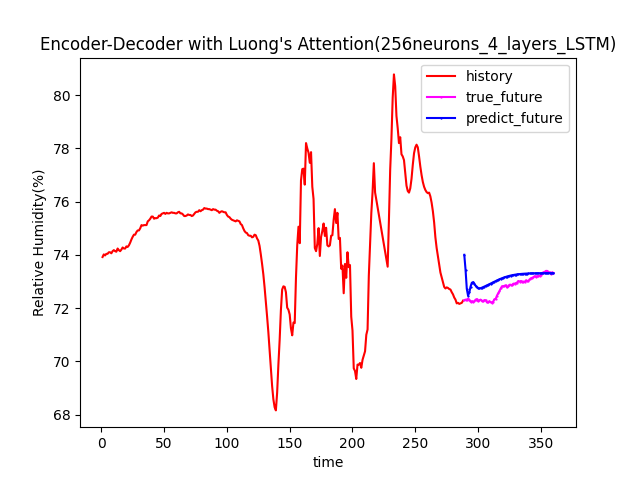 Encoder-Decoder with Luong's Attention(256neurons_4_layers_LSTM)
history
true_future
predict_future
Relative Humidity(%)
80
78
76
74
72
70
68
0 50 100 150 200 250 300 350
time